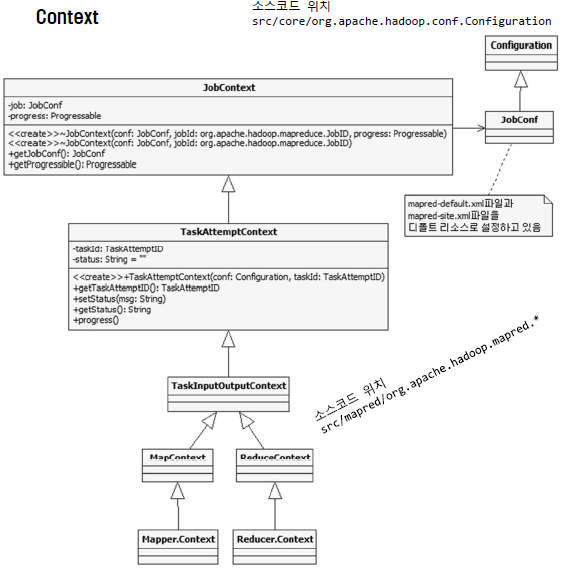 Context
소스코드 위치
src/core/org.apache.hadoop.conf.Configuration
Configuration
JobContext
-job: JobConf
-progress: Progressable
<<create>>~JobContext(conf: JobConf, jobId: org.apache.hadoop.mapreduce.JobID, progress: Progressable)
<<create>>~JobContext(conf: JobConf, jobId: org.apache.hadoop.mapreduce.JobID)
+getJobConf(): JobConf
+getProgressible(): Progressable
JobConf
mapred-default.xml파일과
mapred-site.xml파일을
디폴트 리소스로 설정하고 있음
TaskAttemptContext
-taskId: TaskAttemptID
-status: String = ""
<<create>>+TaskAttemptContext(conf: Configuration, taskId: TaskAttemptID)
+getTaskAttemptID(): TaskAttemptID
+setStatus(msg: String)
+getStatus(): String
+progress()
소스코드 위치
src/mapred/org.apache.hadoop.mapred.*
TaskInputOutputContext
MapContext
ReduceContext
Mapper.Context
Reducer.Context